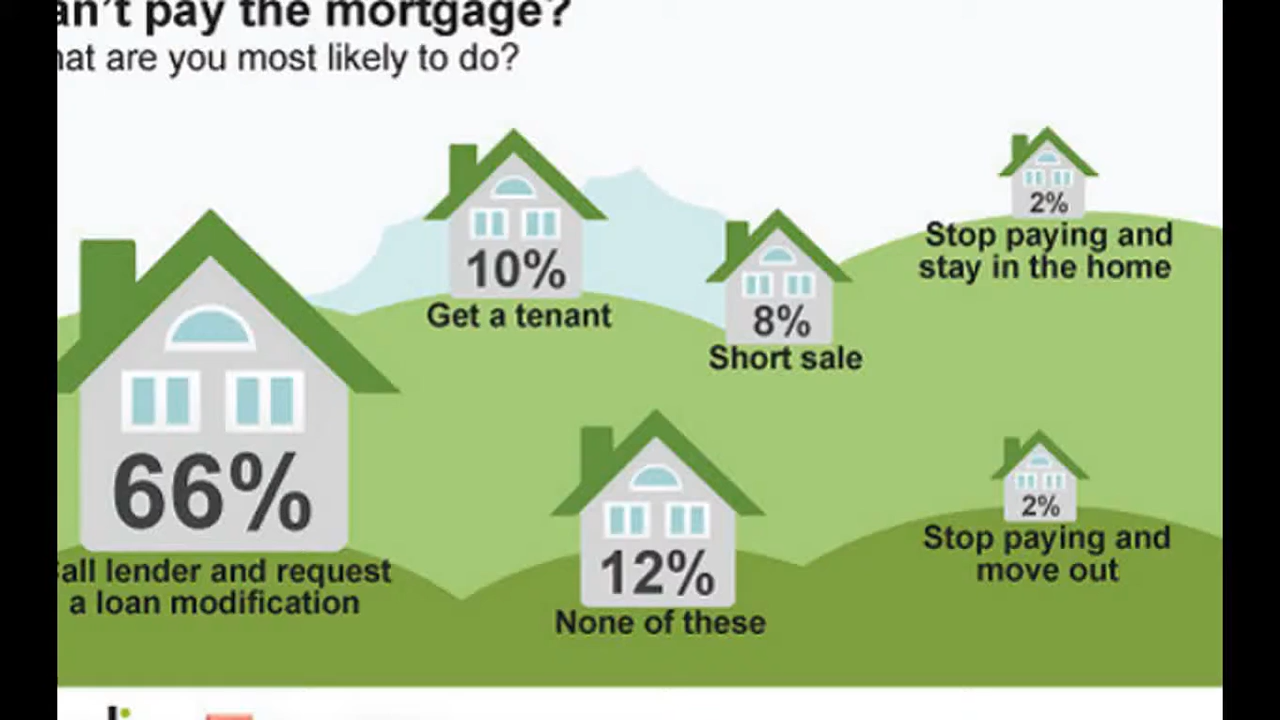 an't pay the mortgage?
hat are you most likely to do?
2%
Stop paying and
stay in the home
10%
Get a tenant
8%
Short sale
66%
all lender and request
a loan modification
12%
None of these
2%
Stop paying and
move out